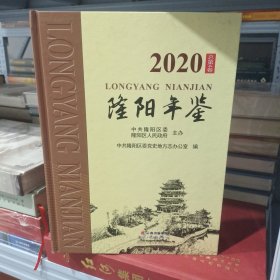 LONGYANG NIANJIAN
2020
LONGYANG NIANJIAN
隆阳年鉴
中共隆阳区委
隆阳区人民政府 主办
中共隆阳区委党史地方志办公室 编